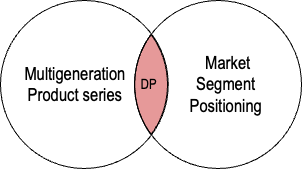 Multigeneration
Product series
DP
Market
Segment
Positioning